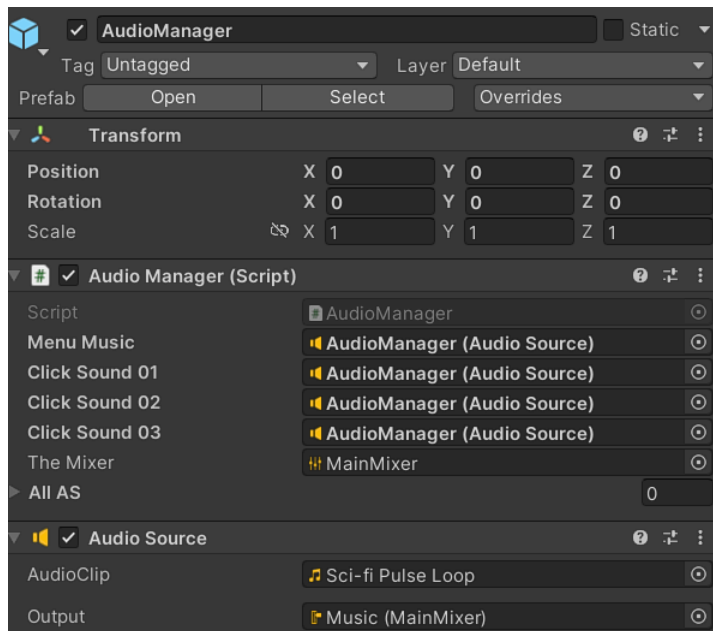 AudioManager Static
Tag Untagged Layer Default
Prefab Open Select Overrides
Transform
Position X 0 Y 0 Z 0
Rotation X 0 Y 0 Z 0
Scale X 1 Y 1 Z 1
# Audio Manager (Script)
Script # AudioManager
Menu Music AudioManager (Audio Source)
Click Sound 01 AudioManager (Audio Source)
Click Sound 02 AudioManager (Audio Source)
Click Sound 03 AudioManager (Audio Source)
The Mixer MainMixer
All AS 0
Audio Source
AudioClip Sci-fi Pulse Loop
Output Music (MainMixer)